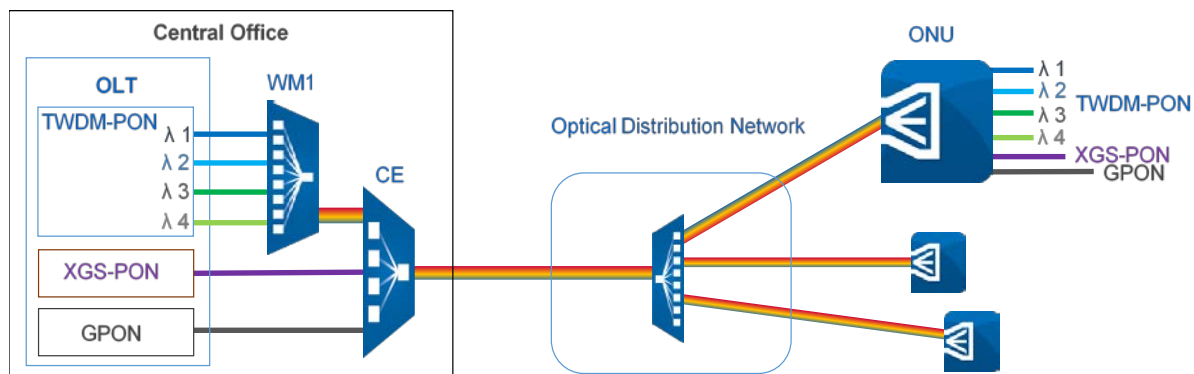 Central Office
OLT
TWDM-PON
λ 1
λ 2
λ 3
λ 4
XGS-PON
GPON
WM1
CE
Optical Distribution Network
ONU
λ 1
λ 2
λ 3
λ 4
TWDM-PON
XGS-PON
GPON